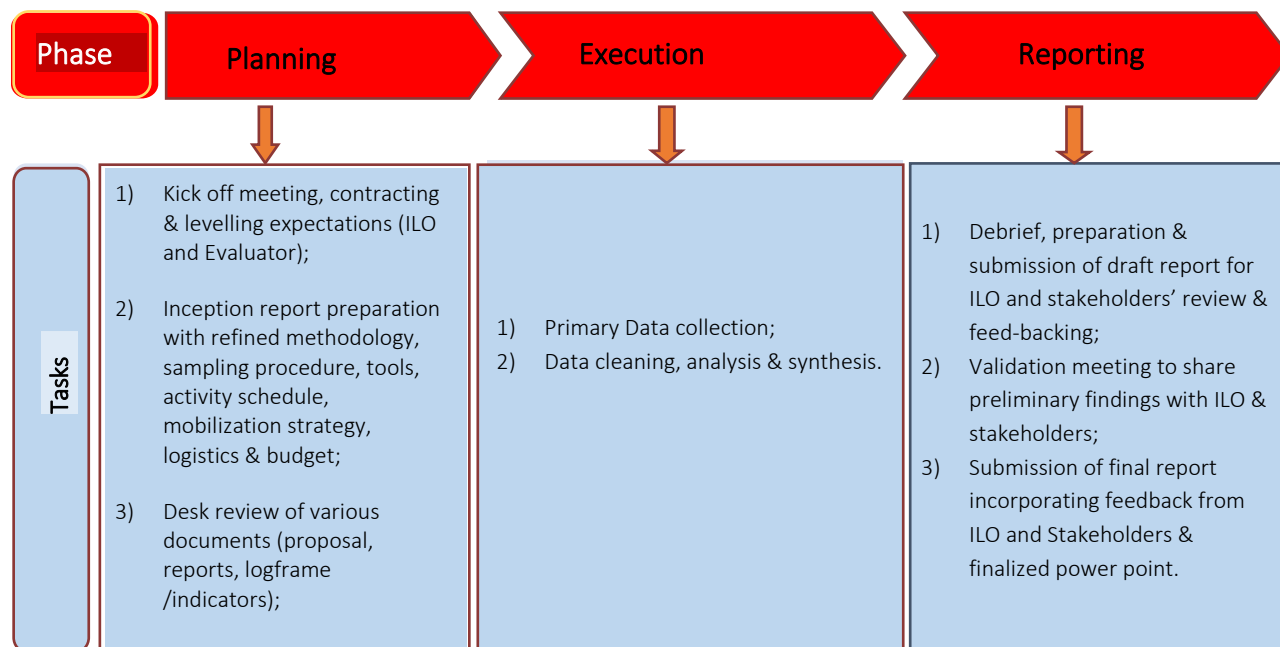 Phase
Planning
Execution
Reporting
Tasks
1) Kick off meeting, contracting
& levelling expectations (ILO
and Evaluator);
2) Inception report preparation
with refined methodology,
sampling procedure, tools,
activity schedule,
mobilization strategy,
logistics & budget;
3) Desk review of various
documents (proposal,
reports, logframe
/indicators);
1) Primary Data collection;
2) Data cleaning, analysis & synthesis.
1) Debrief, preparation &
submission of draft report for
ILO and stakeholders’ review &
feed-backing;
2) Validation meeting to share
preliminary findings with ILO &
stakeholders;
3) Submission of final report
incorporating feedback from
ILO and Stakeholders &
finalized power point.